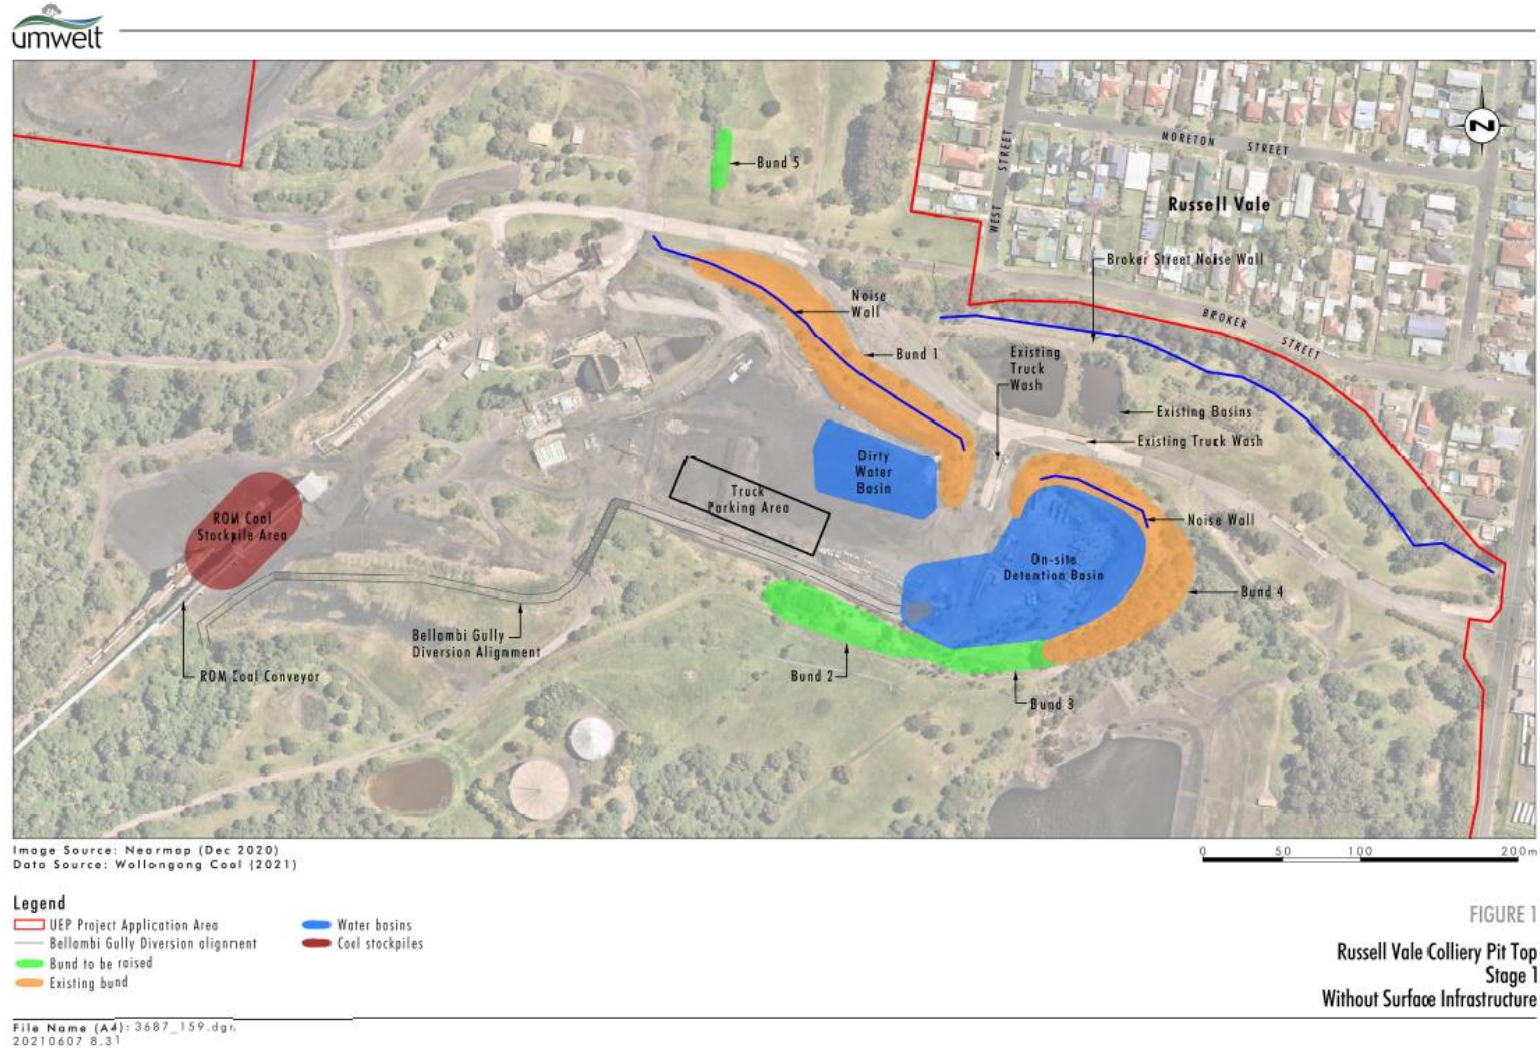 umwelt
Bund 5
MORETON STREET
WEST STREET
Russell Vale
Broker Street Noise Wall
N
Noise
Wall
BROKER STREET
Bund 1
Existing
Truck
Wash
Existing Basins
Existing Truck Wash
Dirty
Water
Basin
Truck
Parking Area
ROM Coal
Stockpile Area
Noise Wall
On-site
Detention Basin
Bund 4
Bellambi Gully
Diversion Alignment
ROM Coal Conveyor
Bund 2
Bund 3
Image Source: Nearmap (Dec 2020)
Data Source: Wollongong Coal (2021)
0 50 100 200m
Legend
UEP Project Application Area
Bellambi Gully Diversion alignment
Bund to be raised
Existing bund
Water basins
Coal stockpiles
FIGURE 1
Russell Vale Colliery Pit Top
Stage 1
Without Surface Infrastructure
File Name (A4): 3687_159.dgn
20210607 8.31